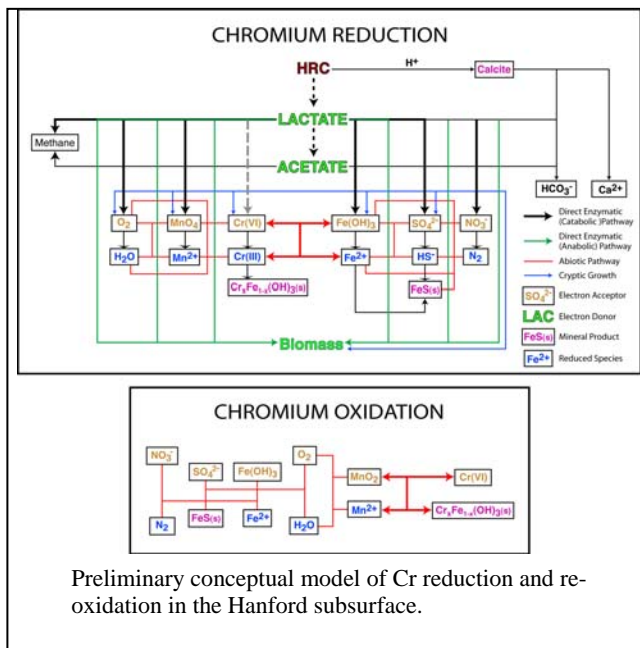 CHROMIUM REDUCTION
HRC
H⁺
Calcite
LACTATE
Methane
ACETATE
HCO₃⁻
Ca²⁺
O₂
MnO₄
Cr(VI)
Fe(OH)₃
SO₄²⁻
NO₃⁻
H₂O
Mn²⁺
Cr(III)
Fe²⁺
HS⁻
N₂
CrₓFe₁₋ₓ(OH)₃(s)
FeS(s)
Biomass
Direct Enzymatic
(Catabolic )Pathway
Direct Enzymatic
(Anabolic) Pathway
Abiotic Pathway
Cryptic Growth
SO₄²⁻ Electron Acceptor
LAC Electron Donor
FeS(s) Mineral Product
Fe²⁺ Reduced Species
CHROMIUM OXIDATION
NO₃⁻
SO₄²⁻
Fe(OH)₃
O₂
MnO₂
Cr(VI)
N₂
FeS(s)
Fe²⁺
H₂O
Mn²⁺
CrₓFe₁₋ₓ(OH)₃(s)
Preliminary conceptual model of Cr reduction and re-
oxidation in the Hanford subsurface.